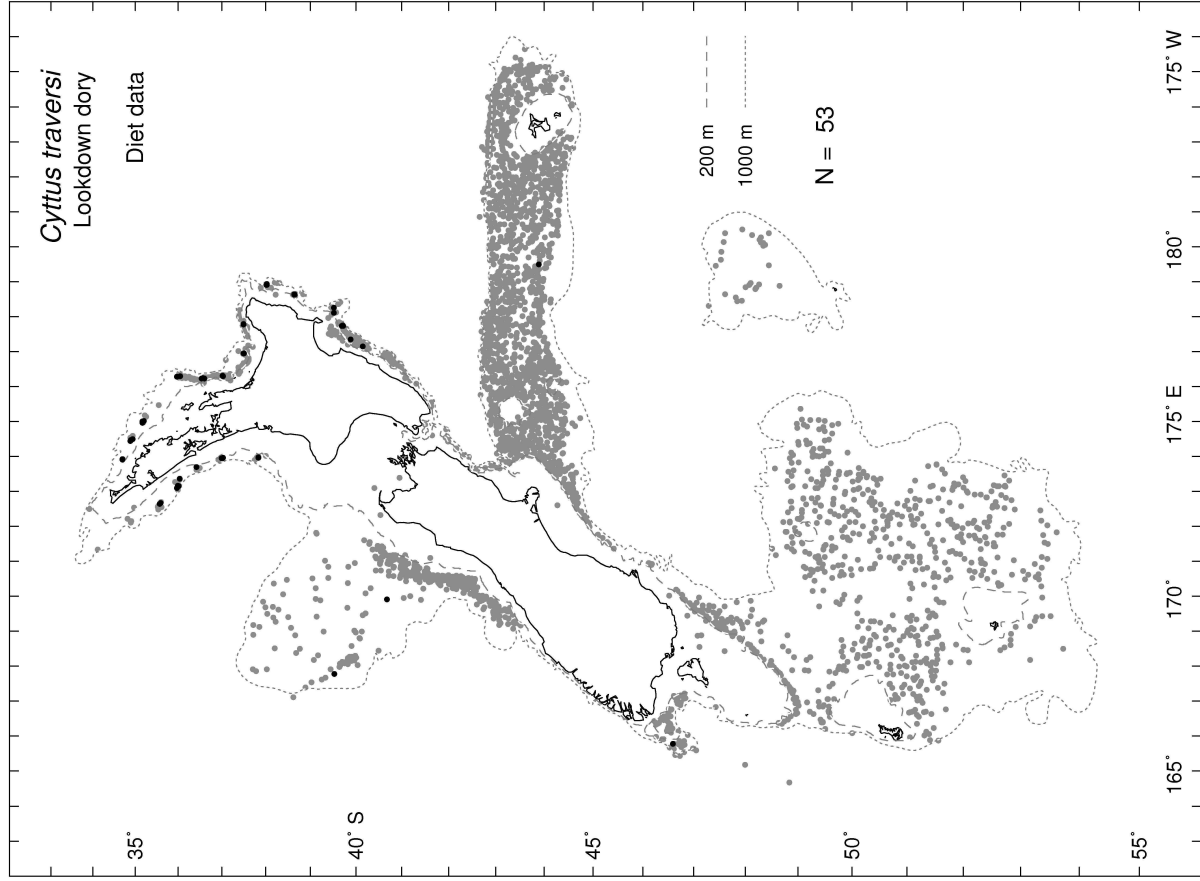 Cyttus traversi
Lookdown dory
Diet data
200 m
1000 m
N = 53
35°
40° S
45°
50°
55°
165°
170°
175° E
180°
175° W